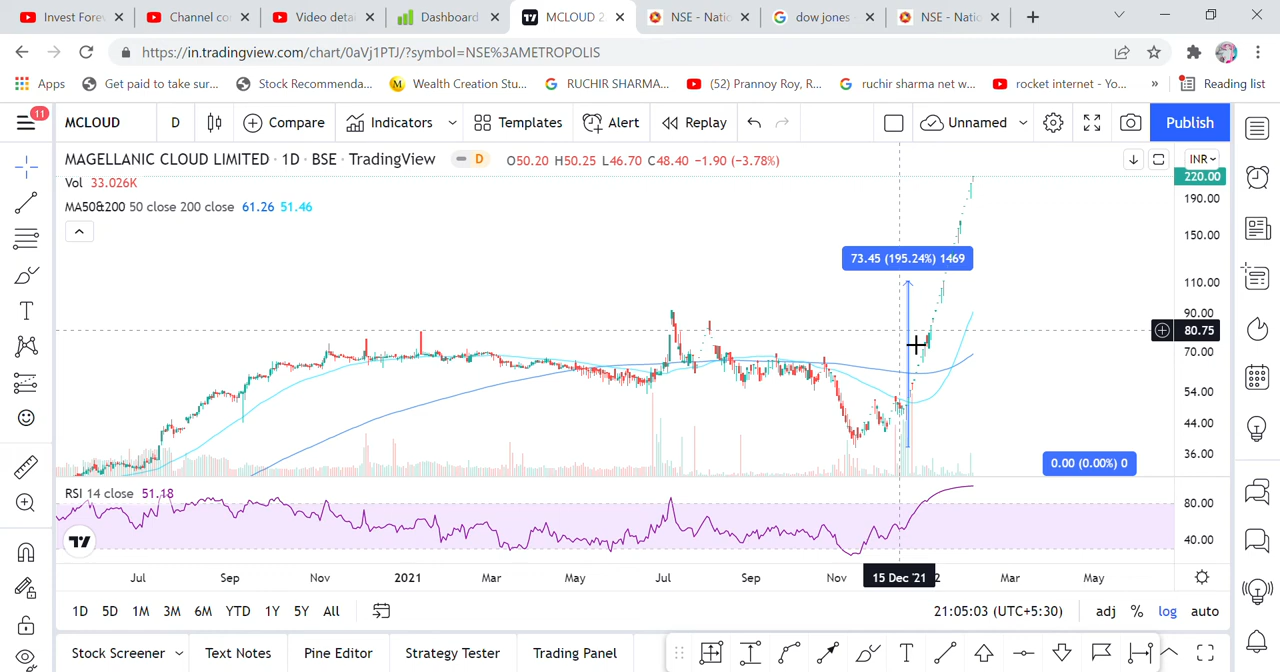 Invest Forev
Channel co
Video detai
Dashboard
MCLOUD 2
NSE - Natio
dow jones
NSE - Natio
https://in.tradingview.com/chart/0aVj1PTJ/?symbol=NSE%3AMETROPOLIS
Apps
Get paid to take sur...
Stock Recommenda...
Wealth Creation Stu...
RUCHIR SHARMA...
(52) Prannoy Roy, R...
ruchir sharma net w...
rocket internet - Yo...
»
Reading list
11
MCLOUD
D
Compare
Indicators
Templates
Alert
Replay
Unnamed
Publish
MAGELLANIC CLOUD LIMITED · 1D · BSE · TradingView
D
O50.20 H50.25 L46.70 C48.40 −1.90 (−3.78%)
INR
Vol 33.026K
220.00
190.00
MA50&200 50 close 200 close 61.26 51.46
150.00
73.45 (195.24%) 1469
110.00
90.00
80.75
70.00
54.00
44.00
36.00
0.00 (0.00%) 0
RSI 14 close 51.18
80.00
40.00
Jul
Sep
Nov
2021
Mar
May
Jul
Sep
Nov
15 Dec '21
2
Mar
May
1D
5D
1M
3M
6M
YTD
1Y
5Y
All
21:05:03 (UTC+5:30)
adj
%
log
auto
Stock Screener
Text Notes
Pine Editor
Strategy Tester
Trading Panel